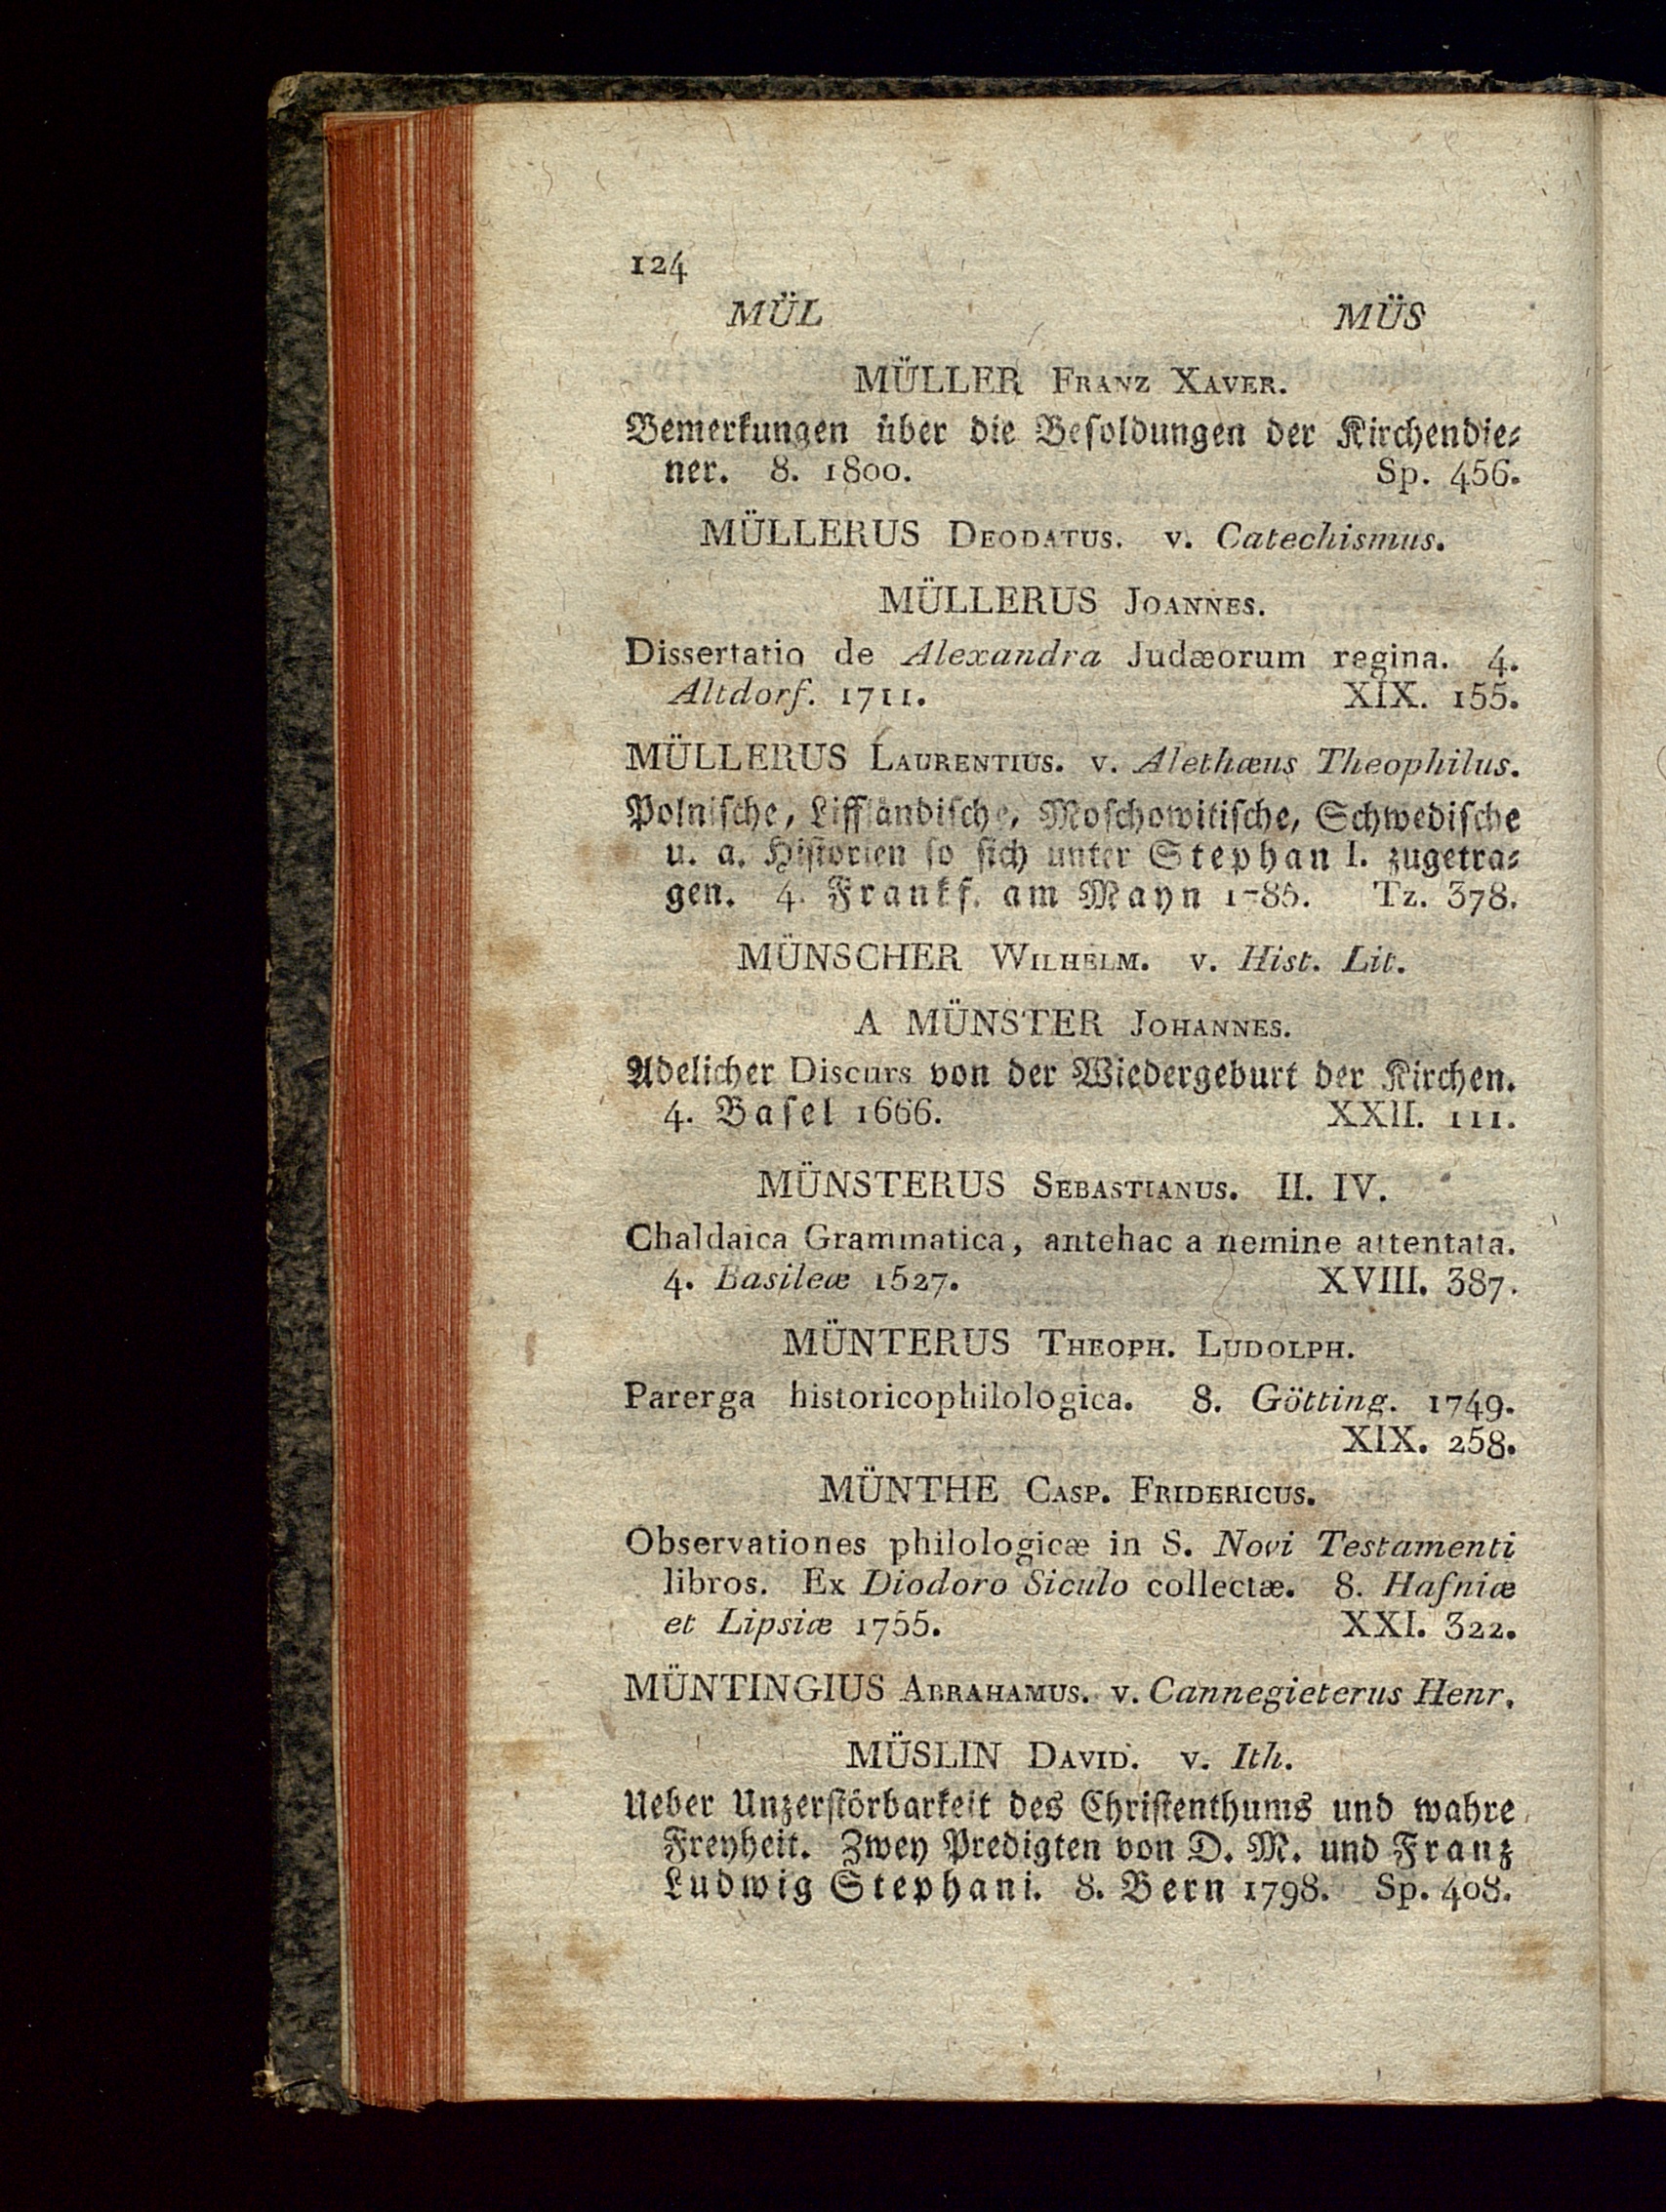 124
MÜL MÜS
MÜLLER FRANZ XAVER.
Bemerkungen über die Besoldungen der Kirchendie⸗
ner. 8. 1800. Sp. 456.
MÜLLERUS DEODATUS. v. Catechismus.
MÜLLERUS JOANNES.
Dissertatio de Alexandra Judæorum regina. 4.
Altdorf. 1711. XIX. 155.
MÜLLERUS LAURENTIUS. v. Alethæus Theophilus.
Polnische, Liffländische, Moschowitische, Schwedische
u. a. Historien so sich unter Stephan I. zugetra⸗
gen. 4. Frankf. am Mayn 1785. Tz. 378.
MÜNSCHER WILHELM. v. Hist. Lit.
A MÜNSTER JOHANNES.
Adelicher Discurs von der Wiedergeburt der Kirchen.
4. Basel 1666. XXII. 111.
MÜNSTERUS SEBASTIANUS. II. IV.
Chaldaica Grammatica, antehac a nemine attentata.
4. Basileæ 1527. XVIII. 387.
MÜNTERUS THEOPH. LUDOLPH.
Parerga historicophilologica. 8. Götting. 1749.
XIX. 258.
MÜNTHE CASP. FRIDERICUS.
Observationes philologicæ in S. Novi Testamenti
libros. Ex Diodoro Siculo collectæ. 8. Hafniæ
et Lipsiæ 1755. XXI. 322.
MÜNTINGIUS ABRAHAMUS. v. Cannegieterus Henr.
MÜSLIN DAVID. v. Ith.
Ueber Unzerstörbarkeit des Christenthums und wahre
Freyheit. Zwey Predigten von D. M. und Franz
Ludwig Stephani. 8. Bern 1798. Sp. 408.